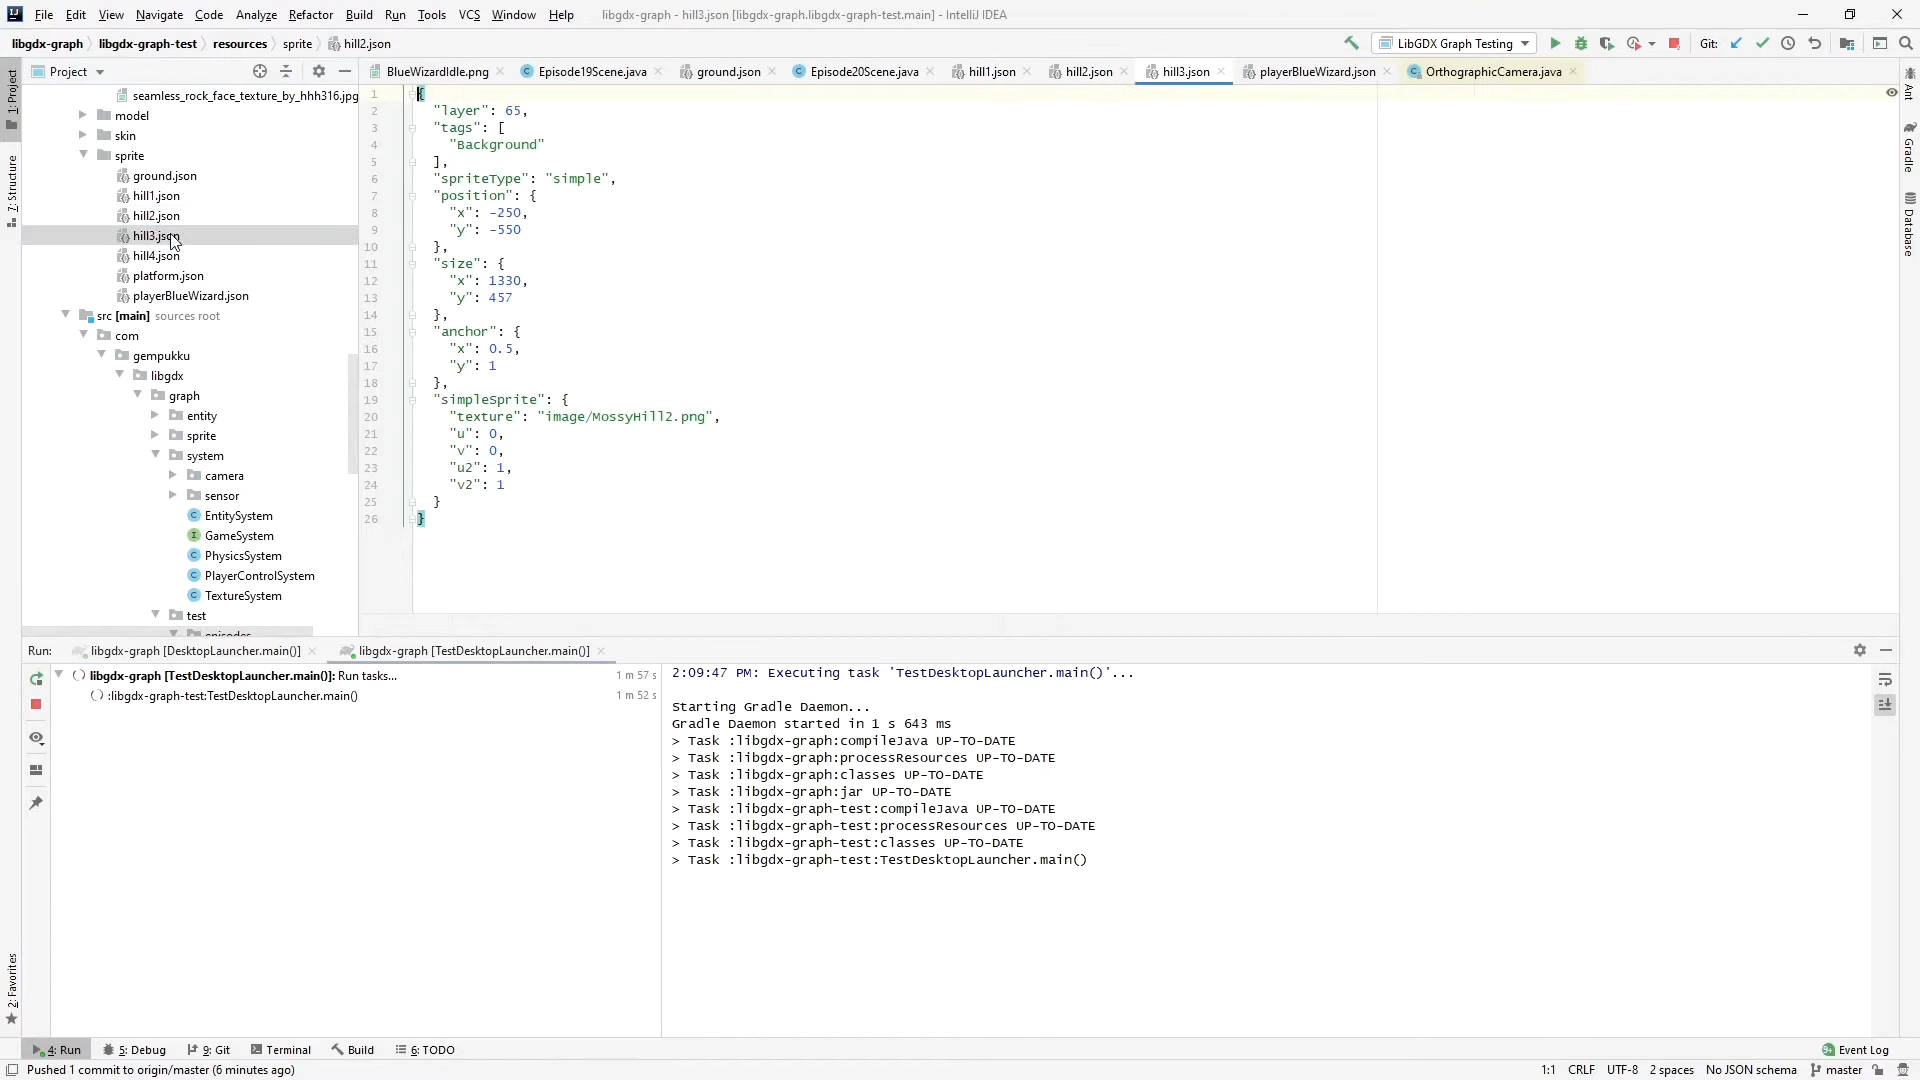 File Edit View Navigate Code Analyze Refactor Build Run Tools VCS Window Help libgdx-graph - hill3.json [libgdx-graph.libgdx-graph-test.main] - IntelliJ IDEA
libgdx-graph libgdx-graph-test resources sprite hill2.json LibGDX Graph Testing Git:
Project BlueWizardIdle.png Episode19Scene.java ground.json Episode20Scene.java hill1.json hill2.json hill3.json playerBlueWizard.json OrthographicCamera.java
1: Project
7: Structure
2: Favorites
Ant
Gradle
Database
seamless_rock_face_texture_by_hhh316.jpg
model
skin
sprite
ground.json
hill1.json
hill2.json
hill3.json
hill4.json
platform.json
playerBlueWizard.json
src [main] sources root
com
gempukku
libgdx
graph
entity
sprite
system
camera
sensor
EntitySystem
GameSystem
PhysicsSystem
PlayerControlSystem
TextureSystem
test
episodes
1 {
2 "layer": 65,
3 "tags": [
4 "Background"
5 ],
6 "spriteType": "simple",
7 "position": {
8 "x": -250,
9 "y": -550
10 },
11 "size": {
12 "x": 1330,
13 "y": 457
14 },
15 "anchor": {
16 "x": 0.5,
17 "y": 1
18 },
19 "simpleSprite": {
20 "texture": "image/MossyHill2.png",
21 "u": 0,
22 "v": 0,
23 "u2": 1,
24 "v2": 1
25 }
26 }
Run: libgdx-graph [DesktopLauncher.main()] libgdx-graph [TestDesktopLauncher.main()]
libgdx-graph [TestDesktopLauncher.main()]: Run tasks... 1 m 57 s
:libgdx-graph-test:TestDesktopLauncher.main() 1 m 52 s
2:09:47 PM: Executing task 'TestDesktopLauncher.main()'...
Starting Gradle Daemon...
Gradle Daemon started in 1 s 643 ms
> Task :libgdx-graph:compileJava UP-TO-DATE
> Task :libgdx-graph:processResources UP-TO-DATE
> Task :libgdx-graph:classes UP-TO-DATE
> Task :libgdx-graph:jar UP-TO-DATE
> Task :libgdx-graph-test:compileJava UP-TO-DATE
> Task :libgdx-graph-test:processResources UP-TO-DATE
> Task :libgdx-graph-test:classes UP-TO-DATE
> Task :libgdx-graph-test:TestDesktopLauncher.main()
4: Run 5: Debug 9: Git Terminal Build 6: TODO Event Log
Pushed 1 commit to origin/master (6 minutes ago) 1:1 CRLF UTF-8 2 spaces No JSON schema master